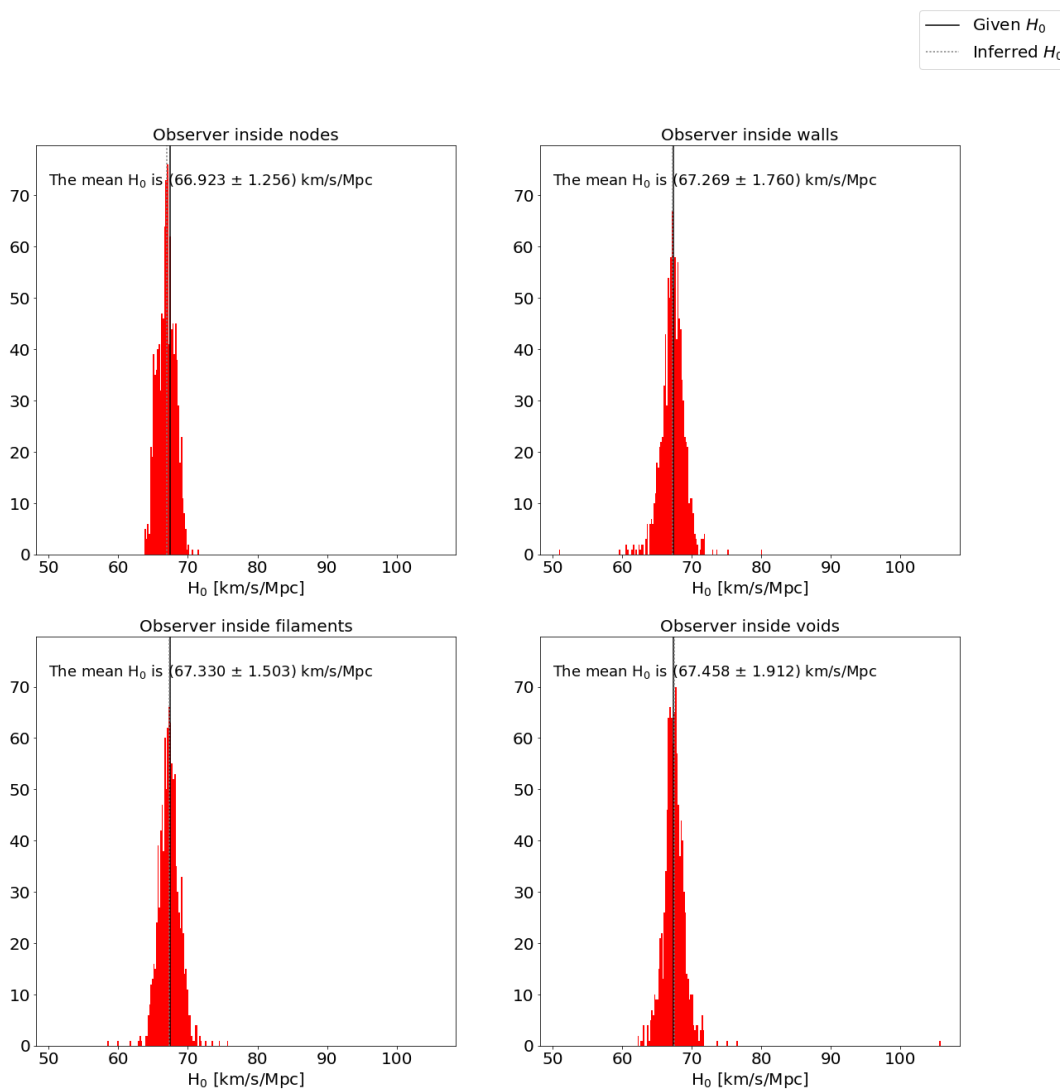 Given H₀
Inferred H₀
Observer inside nodes
The mean H₀ is (66.923 ± 1.256) km/s/Mpc
70
60
50
40
30
20
10
0
50 60 70 80 90 100
H₀ [km/s/Mpc]
Observer inside walls
The mean H₀ is (67.269 ± 1.760) km/s/Mpc
70
60
50
40
30
20
10
0
50 60 70 80 90 100
H₀ [km/s/Mpc]
Observer inside filaments
The mean H₀ is (67.330 ± 1.503) km/s/Mpc
70
60
50
40
30
20
10
0
50 60 70 80 90 100
H₀ [km/s/Mpc]
Observer inside voids
The mean H₀ is (67.458 ± 1.912) km/s/Mpc
70
60
50
40
30
20
10
0
50 60 70 80 90 100
H₀ [km/s/Mpc]